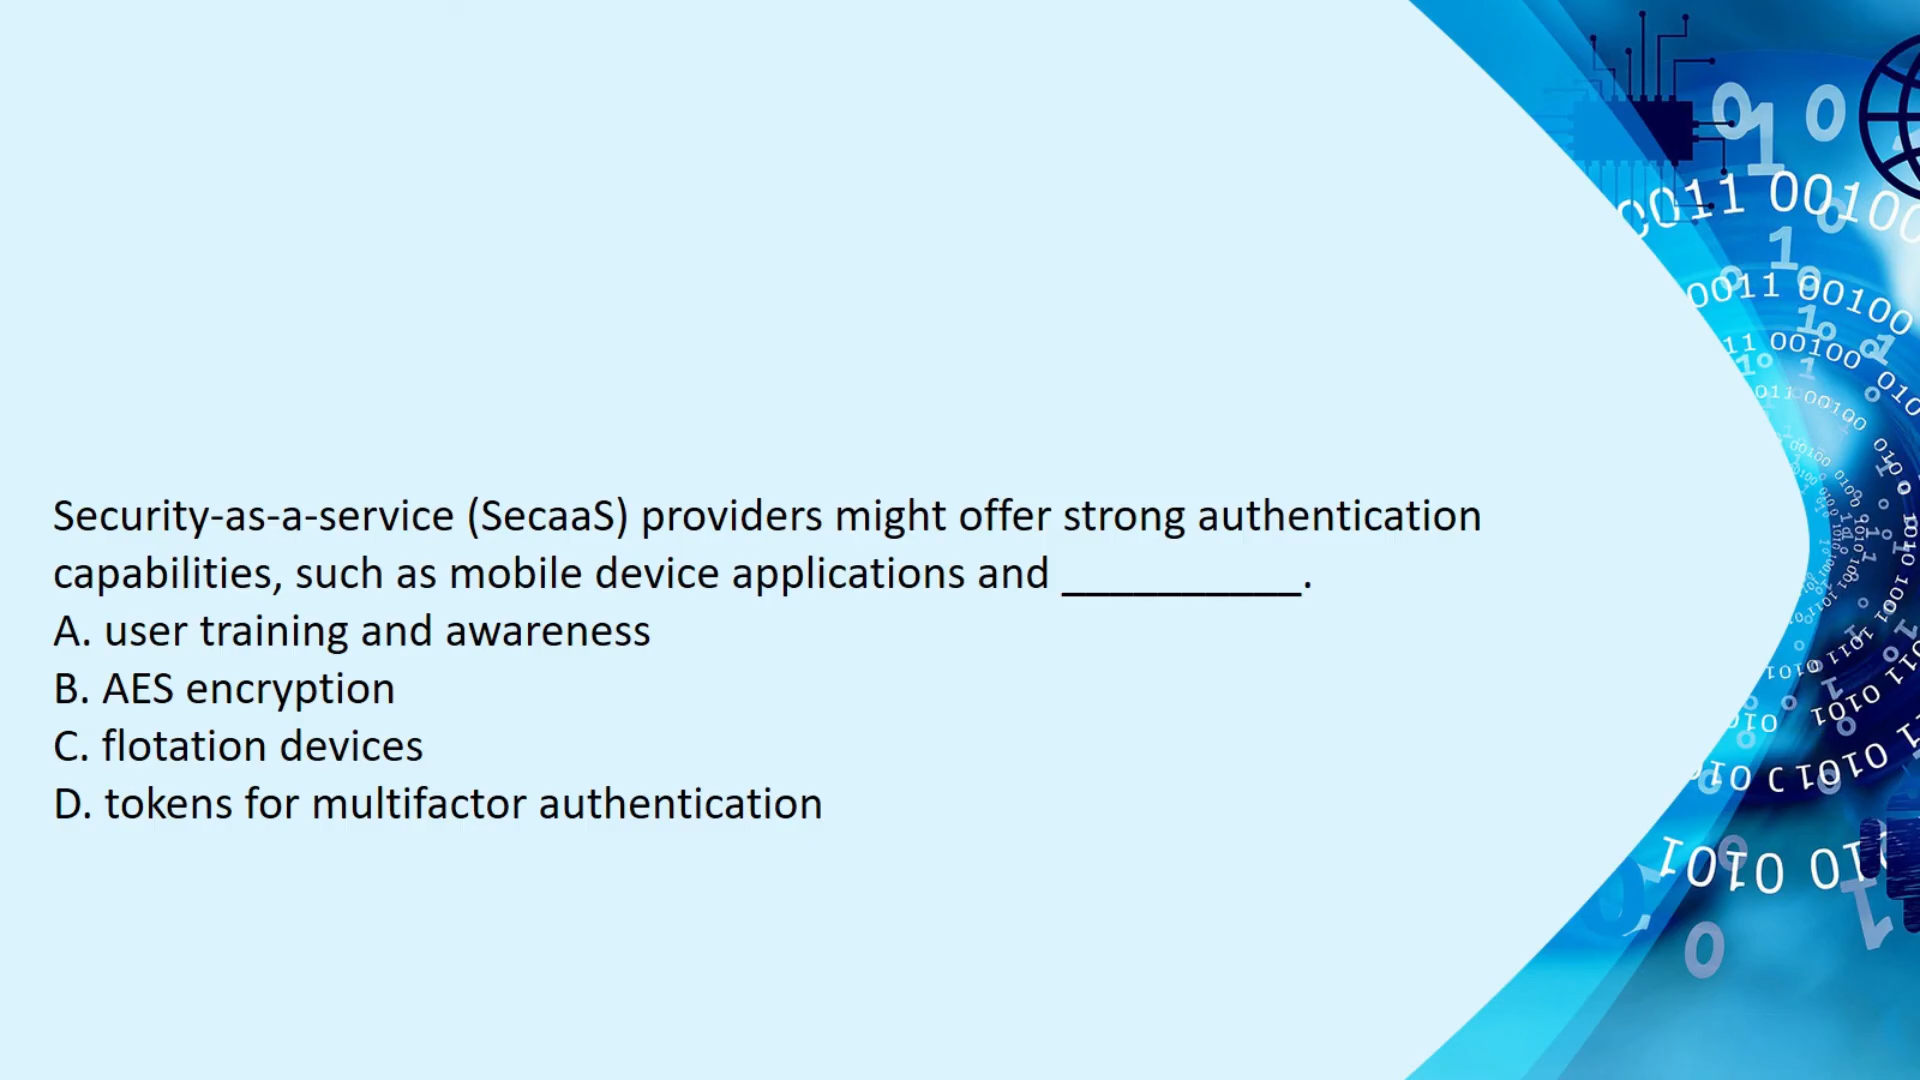 Security-as-a-service (SecaaS) providers might offer strong authentication
capabilities, such as mobile device applications and __________.
A. user training and awareness
B. AES encryption
C. flotation devices
D. tokens for multifactor authentication